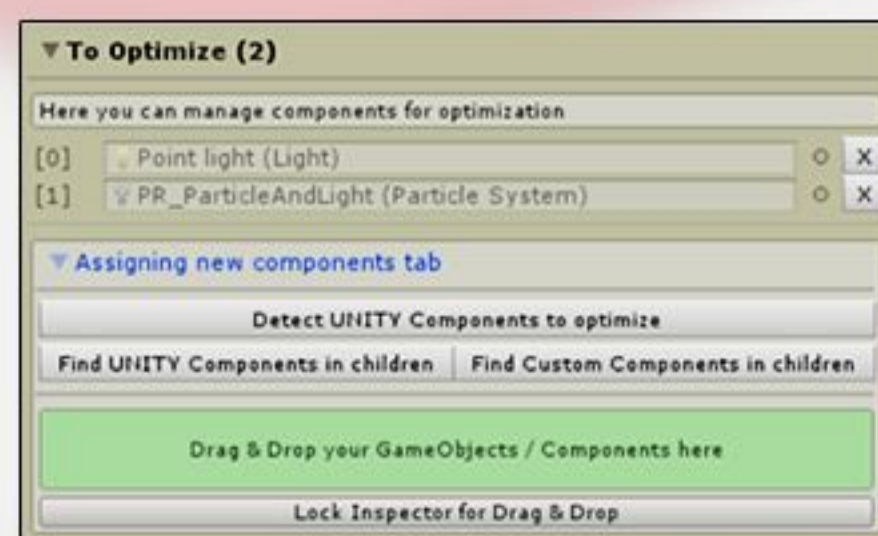 ▼ To Optimize (2)
Here you can manage components for optimization
[0] Point light (Light) X
[1] PR_ParticleAndLight (Particle System) X
▼ Assigning new components tab
Detect UNITY Components to optimize
Find UNITY Components in children Find Custom Components in children
Drag & Drop your GameObjects / Components here
Lock Inspector for Drag & Drop